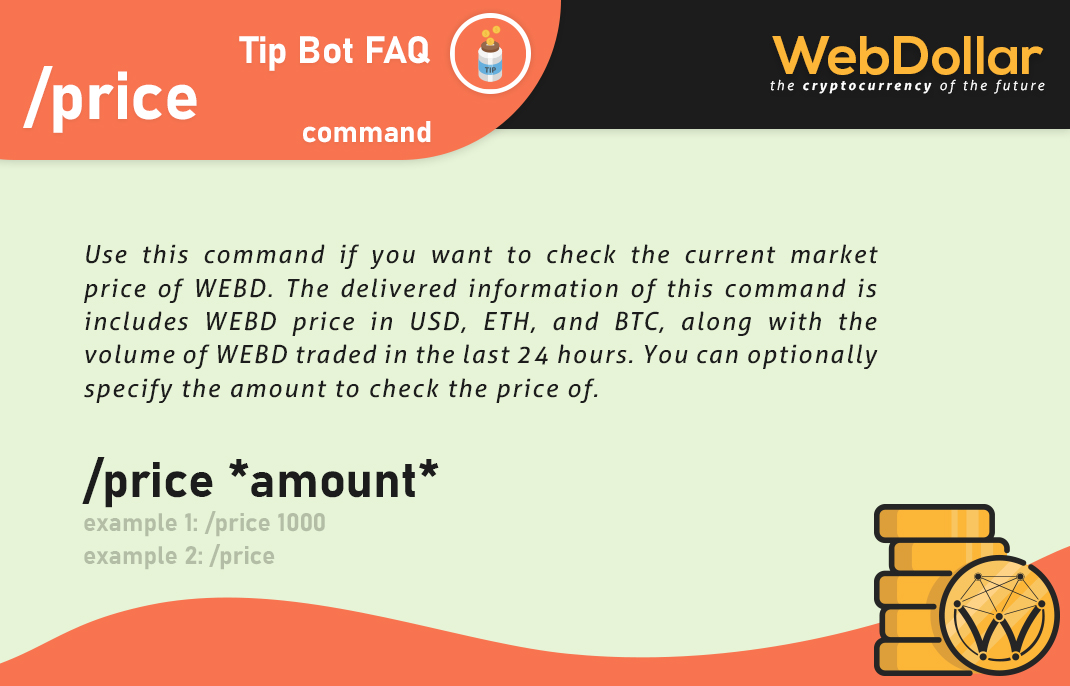 Tip Bot FAQ
/price
command
TIP
WebDollar
the cryptocurrency of the future
Use this command if you want to check the current market
price of WEBD. The delivered information of this command is
includes WEBD price in USD, ETH, and BTC, along with the
volume of WEBD traded in the last 24 hours. You can optionally
specify the amount to check the price of.
/price *amount*
example 1: /price 1000
example 2: /price